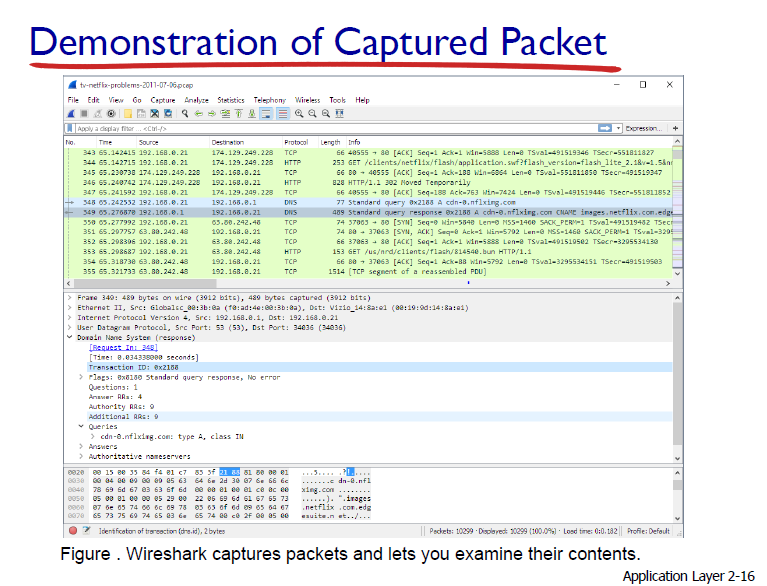 Demonstration of Captured Packet
tv-netflix-problems-2011-07-06.pcap
File Edit View Go Capture Analyze Statistics Telephony Wireless Tools Help
Apply a display filter ... <Ctrl-/> Expression... +
No. Time Source Destination Protocol Length Info
343 65.142415 192.168.0.21 174.129.249.228 TCP 66 40555 → 80 [ACK] Seq=1 Ack=1 Win=5888 Len=0 TSval=491519346 TSecr=551811827
344 65.142715 192.168.0.21 174.129.249.228 HTTP 253 GET /clients/netflix/flash/application.swf?flash_version=flash_lite_2.1&v=1.5&n
345 65.230738 174.129.249.228 192.168.0.21 TCP 66 80 → 40555 [ACK] Seq=1 Ack=188 Win=6864 Len=0 TSval=551811850 TSecr=491519347
346 65.240742 174.129.249.228 192.168.0.21 HTTP 828 HTTP/1.1 302 Moved Temporarily
347 65.241592 192.168.0.21 174.129.249.228 TCP 66 40555 → 80 [ACK] Seq=188 Ack=763 Win=7424 Len=0 TSval=491519446 TSecr=551811852
348 65.242532 192.168.0.21 192.168.0.1 DNS 77 Standard query 0x2188 A cdn-0.nflximg.com
349 65.276870 192.168.0.1 192.168.0.21 DNS 489 Standard query response 0x2188 A cdn-0.nflximg.com CNAME images.netflix.com.edge
350 65.277992 192.168.0.21 63.80.242.48 TCP 74 37063 → 80 [SYN] Seq=0 Win=5840 Len=0 MSS=1460 SACK_PERM=1 TSval=491519482 TSec
351 65.297757 63.80.242.48 192.168.0.21 TCP 74 80 → 37063 [SYN, ACK] Seq=0 Ack=1 Win=5792 Len=0 MSS=1460 SACK_PERM=1 TSval=3295
352 65.298396 192.168.0.21 63.80.242.48 TCP 66 37063 → 80 [ACK] Seq=1 Ack=1 Win=5888 Len=0 TSval=491519502 TSecr=3295534130
353 65.298687 192.168.0.21 63.80.242.48 HTTP 153 GET /us/nrd/clients/flash/814540.bun HTTP/1.1
354 65.318730 63.80.242.48 192.168.0.21 TCP 66 80 → 37063 [ACK] Seq=1 Ack=88 Win=5792 Len=0 TSval=3295534151 TSecr=491519503
355 65.321733 63.80.242.48 192.168.0.21 TCP 1514 [TCP segment of a reassembled PDU]
Frame 349: 489 bytes on wire (3912 bits), 489 bytes captured (3912 bits)
Ethernet II, Src: Globalsc_00:3b:0a (f0:ad:4e:00:3b:0a), Dst: Vizio_14:8a:e1 (00:19:9d:14:8a:e1)
Internet Protocol Version 4, Src: 192.168.0.1, Dst: 192.168.0.21
User Datagram Protocol, Src Port: 53 (53), Dst Port: 34036 (34036)
Domain Name System (response)
[Request In: 348]
[Time: 0.034338000 seconds]
Transaction ID: 0x2188
Flags: 0x8180 Standard query response, No error
Questions: 1
Answer RRs: 4
Authority RRs: 9
Additional RRs: 9
Queries
cdn-0.nflximg.com: type A, class IN
Answers
Authoritative nameservers
0020 00 15 00 35 84 f4 01 c7 83 3f 21 88 81 80 00 01
0030 00 04 00 09 00 09 05 63 64 6e 2d 30 07 6e 66 6c .......c dn-0.nfl
0040 78 69 6d 67 03 63 6f 6d 00 00 01 00 01 c0 0c 00 ximg.com ........
0050 05 00 01 00 00 05 29 00 22 06 69 6d 61 67 65 73 ......). ".images
0060 07 6e 65 74 66 6c 69 78 03 63 6f 6d 09 65 64 67 .netflix .com.edg
0070 65 73 75 69 74 65 03 6e 65 74 00 c0 2f 00 05 00 esuite.n et../...
Identification of transaction (dns.id), 2 bytes Packets: 10299 · Displayed: 10299 (100.0%) · Load time: 0:0.182 Profile: Default
Figure . Wireshark captures packets and lets you examine their contents.
Application Layer 2-16